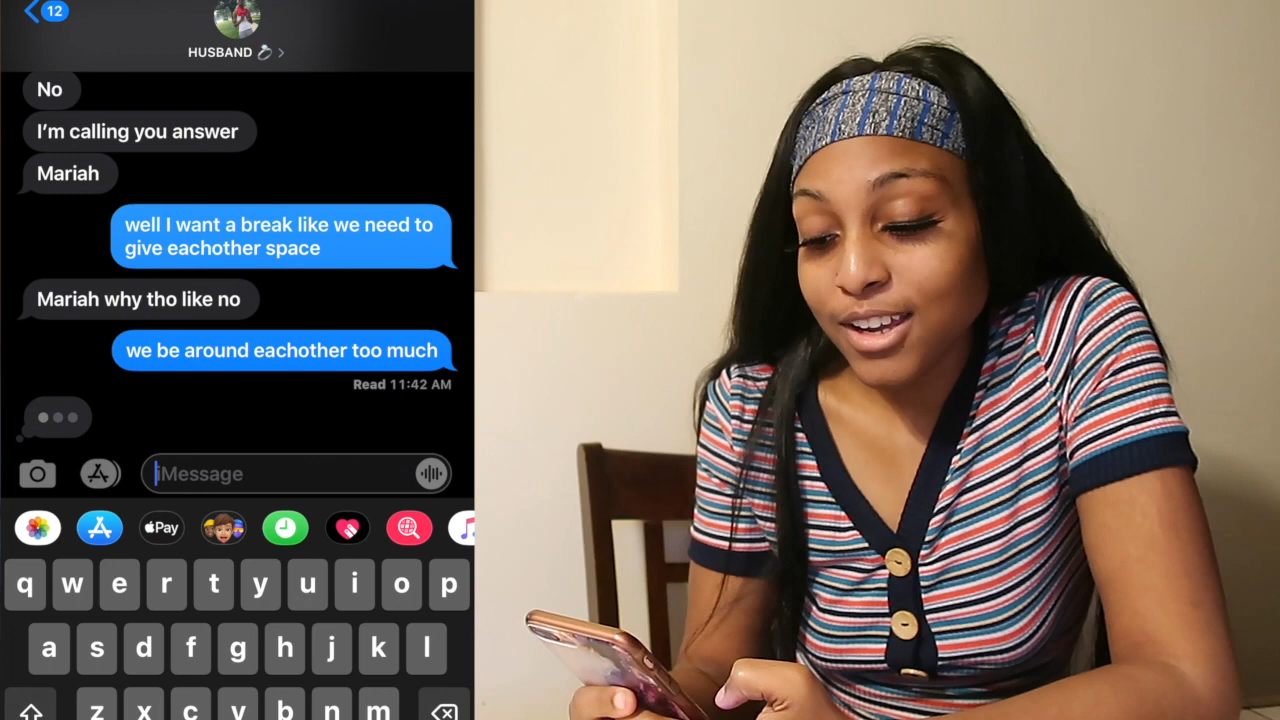 12
HUSBAND 💍 >
No
I'm calling you answer
Mariah
well I want a break like we need to
give eachother space
Mariah why tho like no
we be around eachother too much
Read 11:42 AM
iMessage
Pay
q w e r t y u i o p
a s d f g h j k l
z x c v b n m